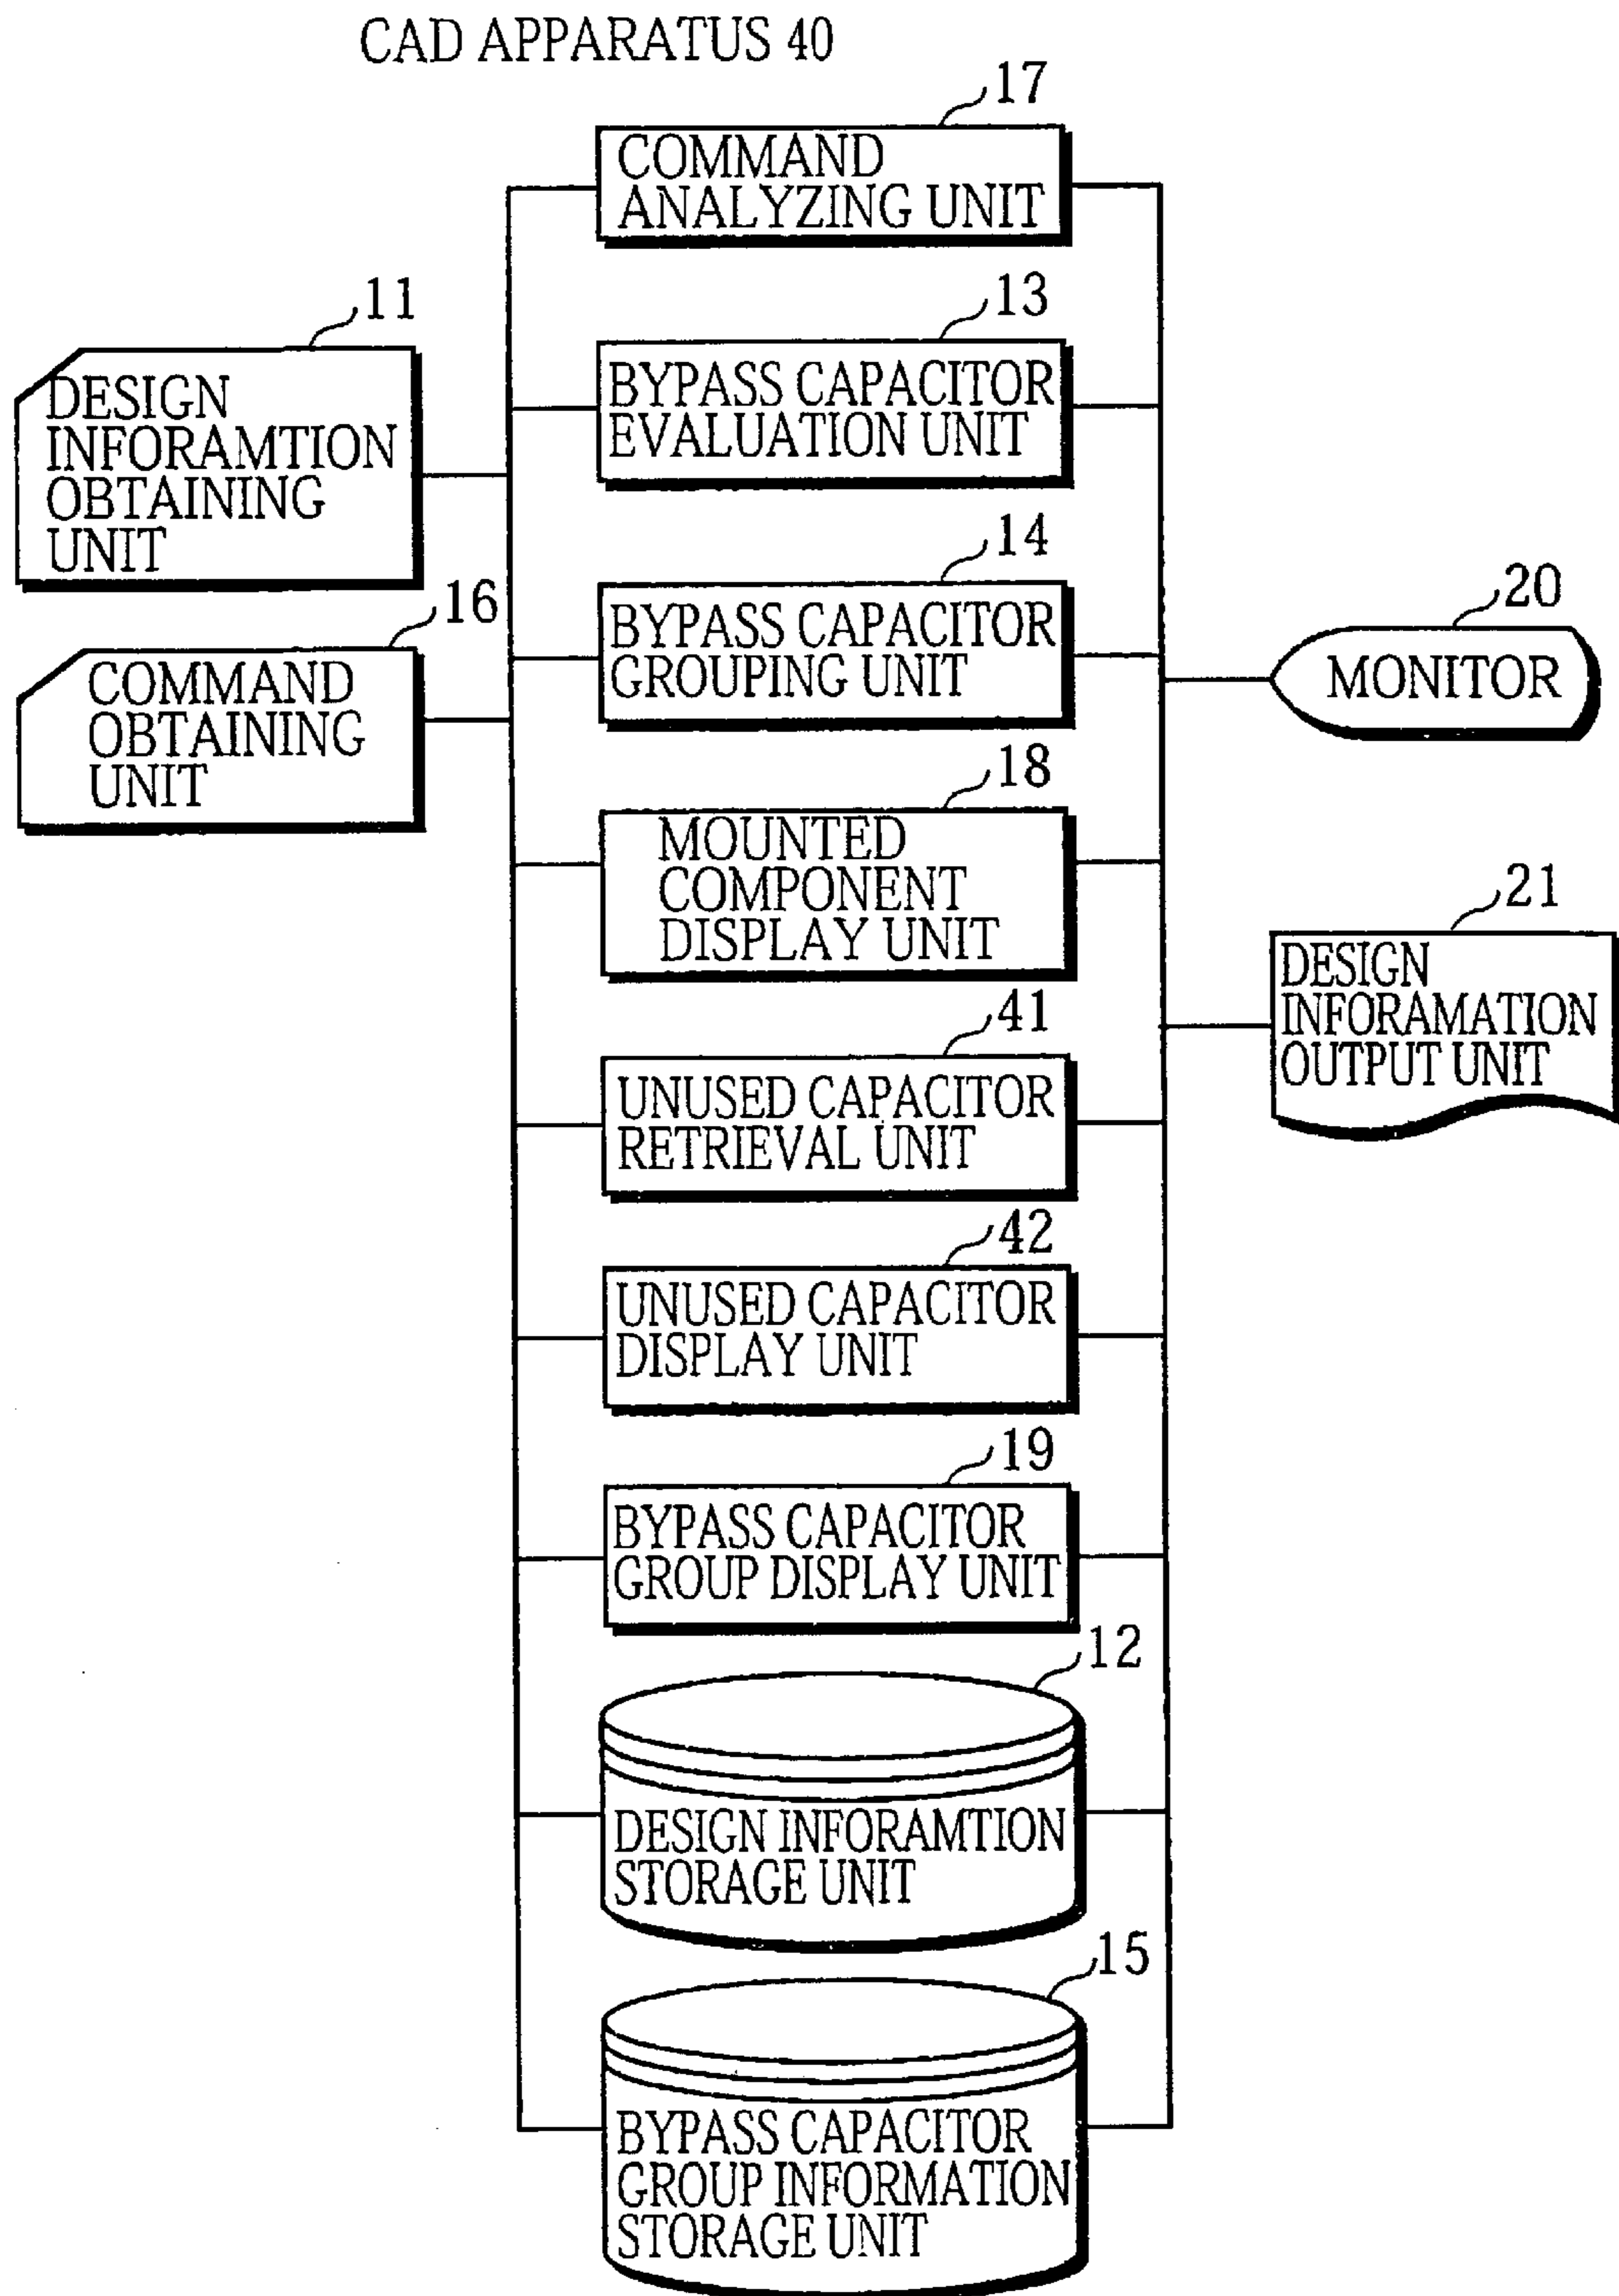 CAD APPARATUS 40
17
COMMAND
ANALYZING UNIT
11
DESIGN
INFORAMTION
OBTAINING
UNIT
13
BYPASS CAPACITOR
EVALUATION UNIT
16
COMMAND
OBTAINING
UNIT
14
BYPASS CAPACITOR
GROUPING UNIT
20
MONITOR
18
MOUNTED
COMPONENT
DISPLAY UNIT
21
DESIGN
INFORAMATION
OUTPUT UNIT
41
UNUSED CAPACITOR
RETRIEVAL UNIT
42
UNUSED CAPACITOR
DISPLAY UNIT
19
BYPASS CAPACITOR
GROUP DISPLAY UNIT
12
DESIGN INFORAMTION
STORAGE UNIT
15
BYPASS CAPACITOR
GROUP INFORMATION
STORAGE UNIT